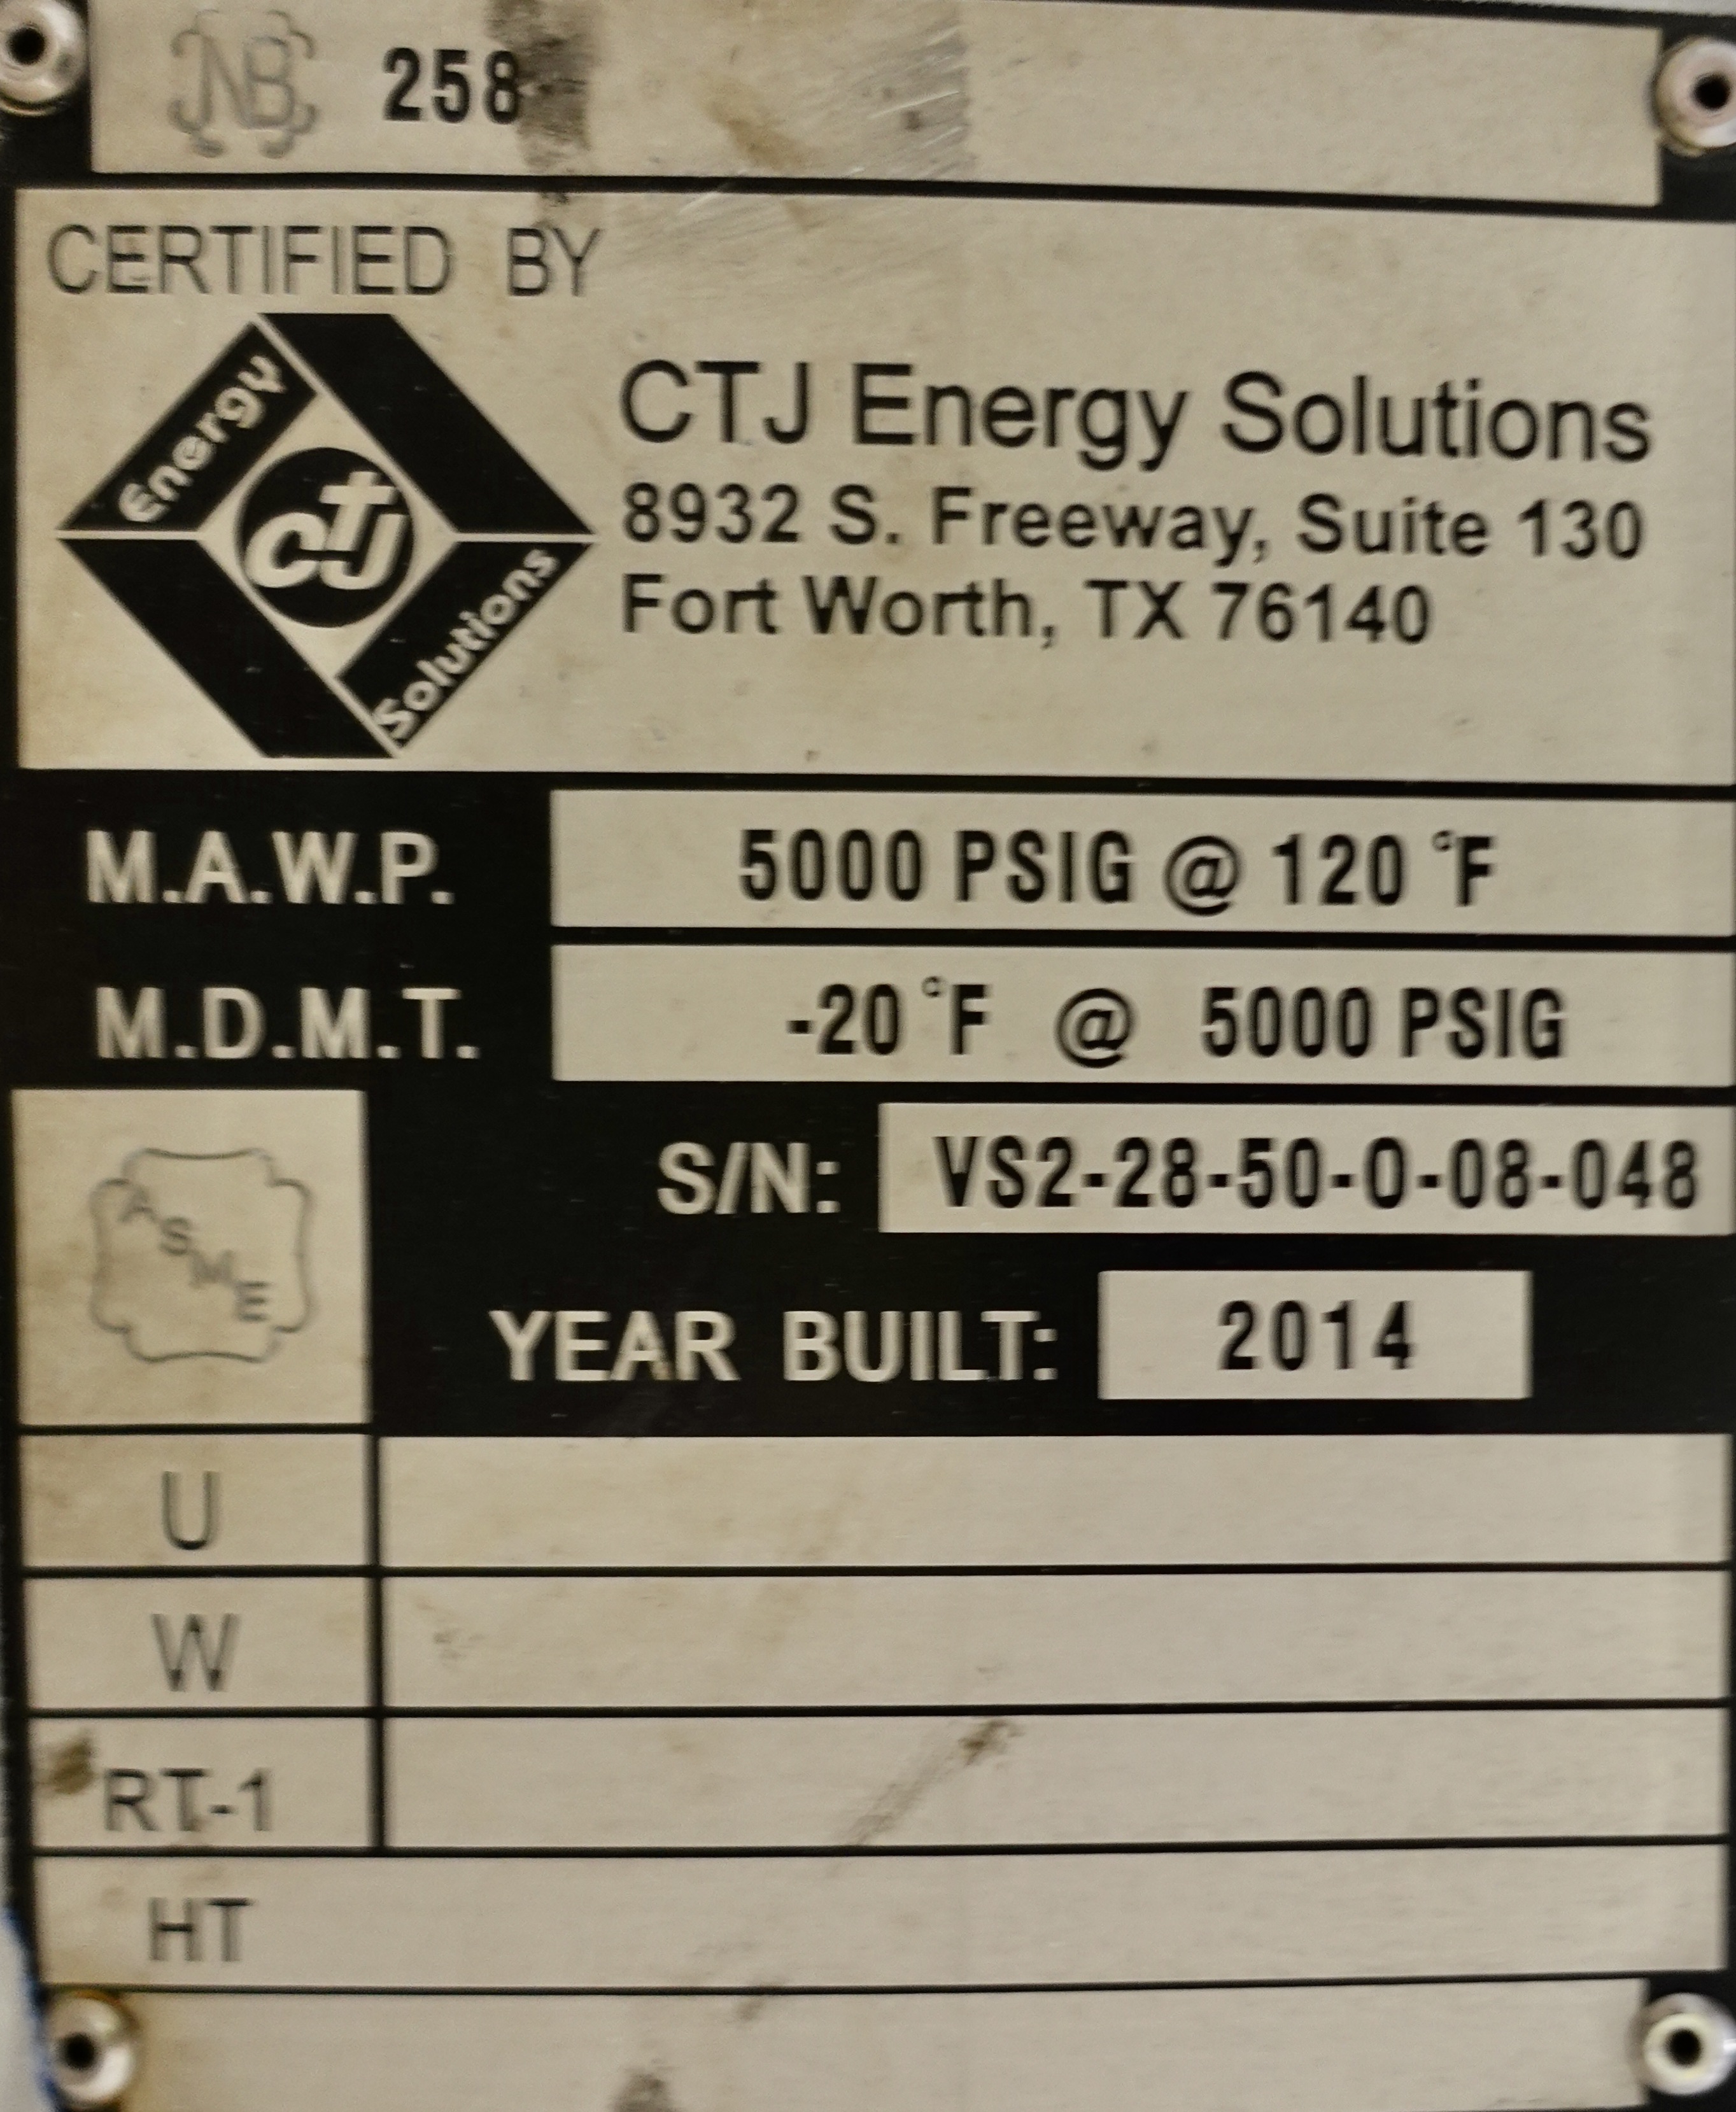 NB 258
CERTIFIED BY
Energy
CTJ
Solutions
CTJ Energy Solutions
8932 S. Freeway, Suite 130
Fort Worth, TX 76140
M.A.W.P. 5000 PSIG @ 120 °F
M.D.M.T. -20 °F @ 5000 PSIG
ASME
S/N: VS2-28-50-0-08-048
YEAR BUILT: 2014
U
W
RT-1
HT